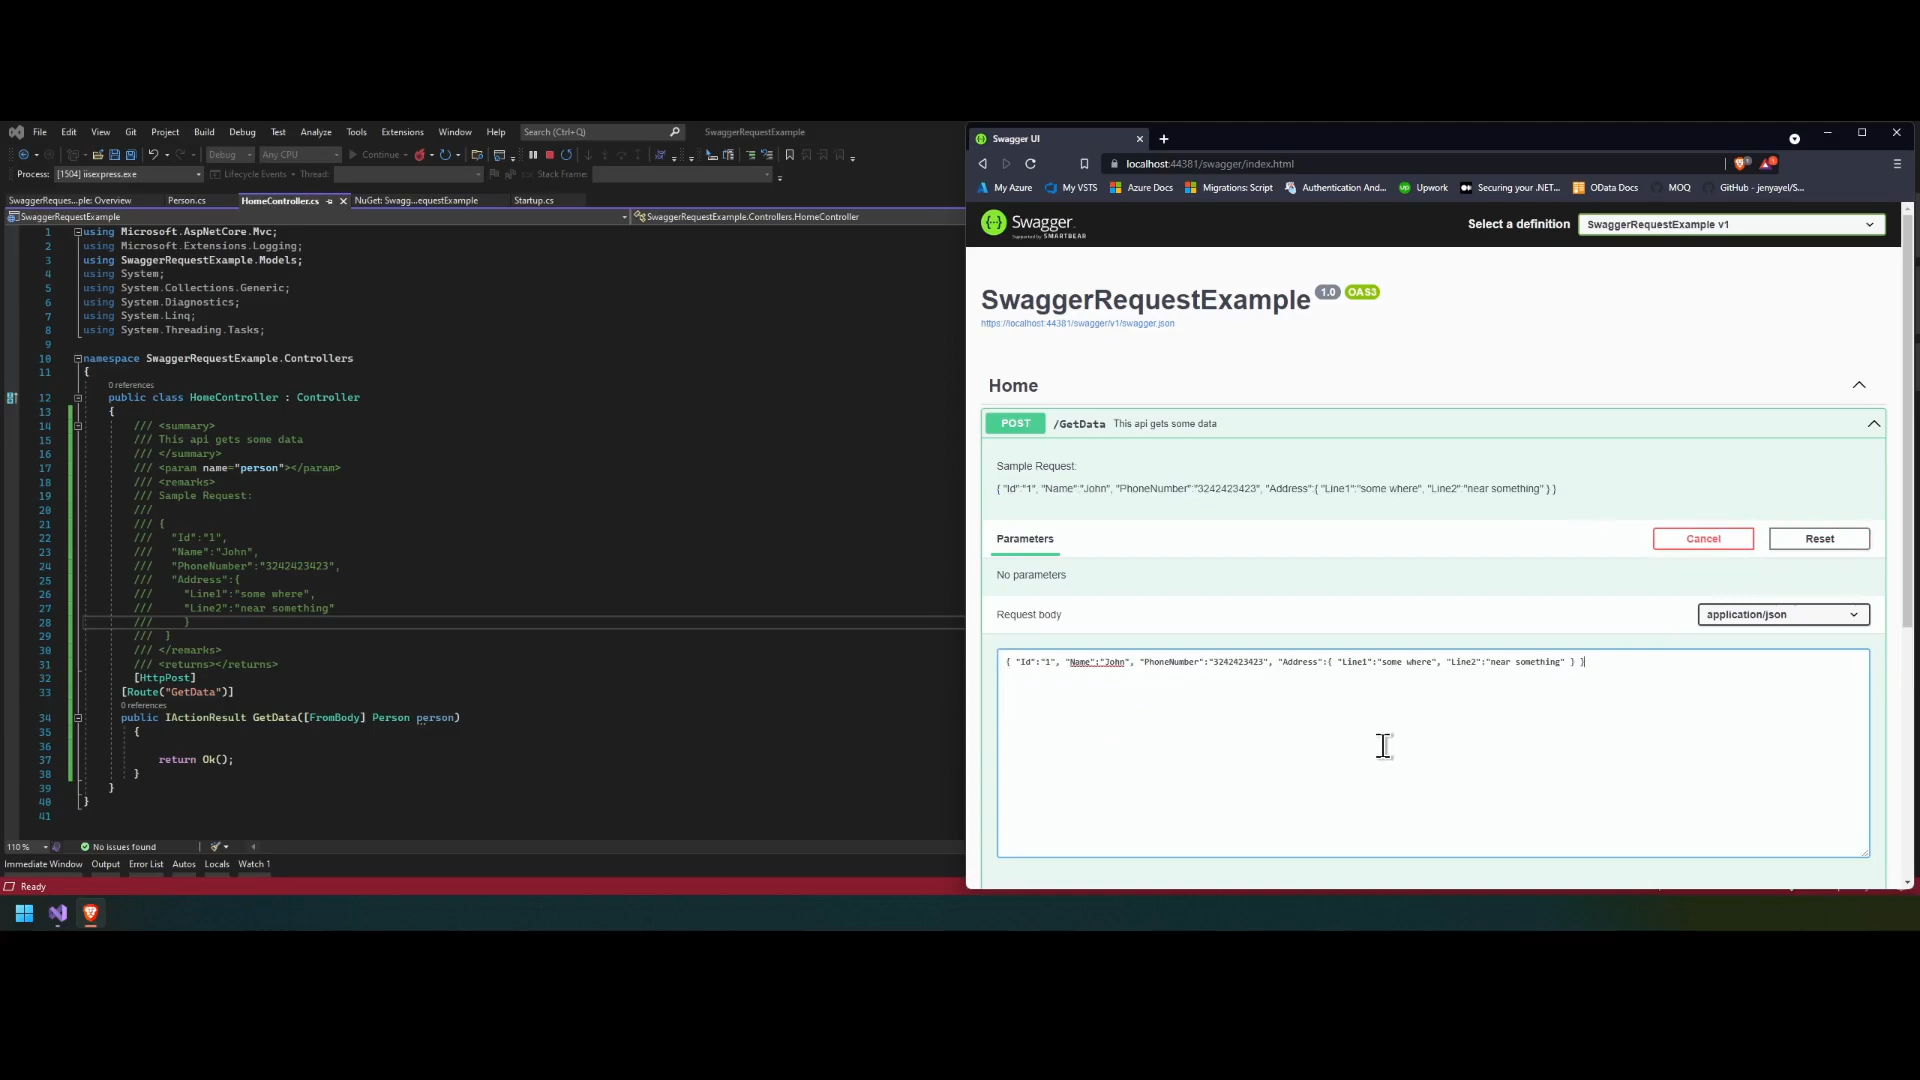 File Edit View Git Project Build Debug Test Analyze Tools Extensions Window Help Search (Ctrl+Q) SwaggerRequestExample
Debug Any CPU Continue
Process: [1504] iisexpress.exe Lifecycle Events Thread: Stack Frame:
SwaggerReques...ple: Overview Person.cs HomeController.cs NuGet: Swagg...equestExample Startup.cs
SwaggerRequestExample SwaggerRequestExample.Controllers.HomeController
1 using Microsoft.AspNetCore.Mvc;
2 using Microsoft.Extensions.Logging;
3 using SwaggerRequestExample.Models;
4 using System;
5 using System.Collections.Generic;
6 using System.Diagnostics;
7 using System.Linq;
8 using System.Threading.Tasks;
9
10 namespace SwaggerRequestExample.Controllers
11 {
0 references
12 public class HomeController : Controller
13 {
14 /// <summary>
15 /// This api gets some data
16 /// </summary>
17 /// <param name="person"></param>
18 /// <remarks>
19 /// Sample Request:
20 ///
21 /// {
22 /// "Id":"1",
23 /// "Name":"John",
24 /// "PhoneNumber":"3242423423",
25 /// "Address":{
26 /// "Line1":"some where",
27 /// "Line2":"near something"
28 /// }
29 /// }
30 /// </remarks>
31 /// <returns></returns>
32 [HttpPost]
33 [Route("GetData")]
0 references
34 public IActionResult GetData([FromBody] Person person)
35 {
36
37 return Ok();
38 }
39 }
40 }
41
110 % No issues found
Immediate Window Output Error List Autos Locals Watch 1
Ready
Swagger UI
localhost:44381/swagger/index.html
My Azure My VSTS Azure Docs Migrations: Script Authentication And... Upwork Securing your .NET... OData Docs MOQ GitHub - jenyayel/S...
Swagger
Supported by SMARTBEAR
Select a definition SwaggerRequestExample v1
SwaggerRequestExample 1.0 OAS3
https://localhost:44381/swagger/v1/swagger.json
Home
POST /GetData This api gets some data
Sample Request:
{ "Id":"1", "Name":"John", "PhoneNumber":"3242423423", "Address":{ "Line1":"some where", "Line2":"near something" } }
Parameters Cancel Reset
No parameters
Request body application/json
{ "Id":"1", "Name":"John", "PhoneNumber":"3242423423", "Address":{ "Line1":"some where", "Line2":"near something" } }